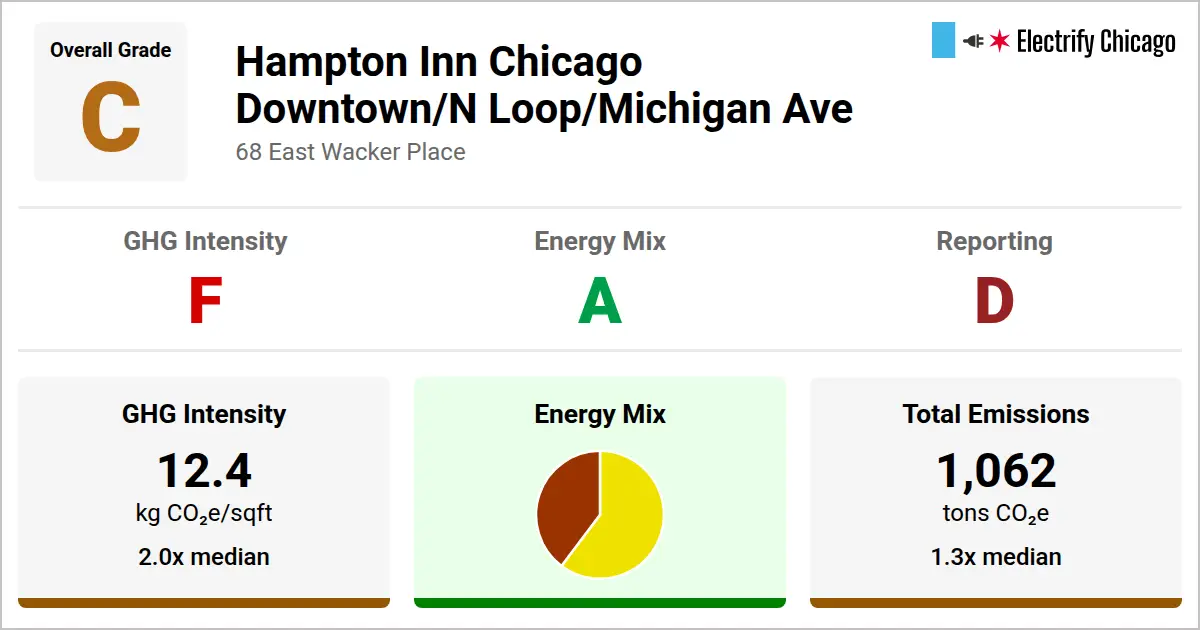 Overall Grade
C
Hampton Inn Chicago
Downtown/N Loop/Michigan Ave
68 East Wacker Place
Electrify Chicago
GHG Intensity
F
Energy Mix
A
Reporting
D
GHG Intensity
12.4
kg CO₂e/sqft
2.0x median
Energy Mix
Total Emissions
1,062
tons CO₂e
1.3x median